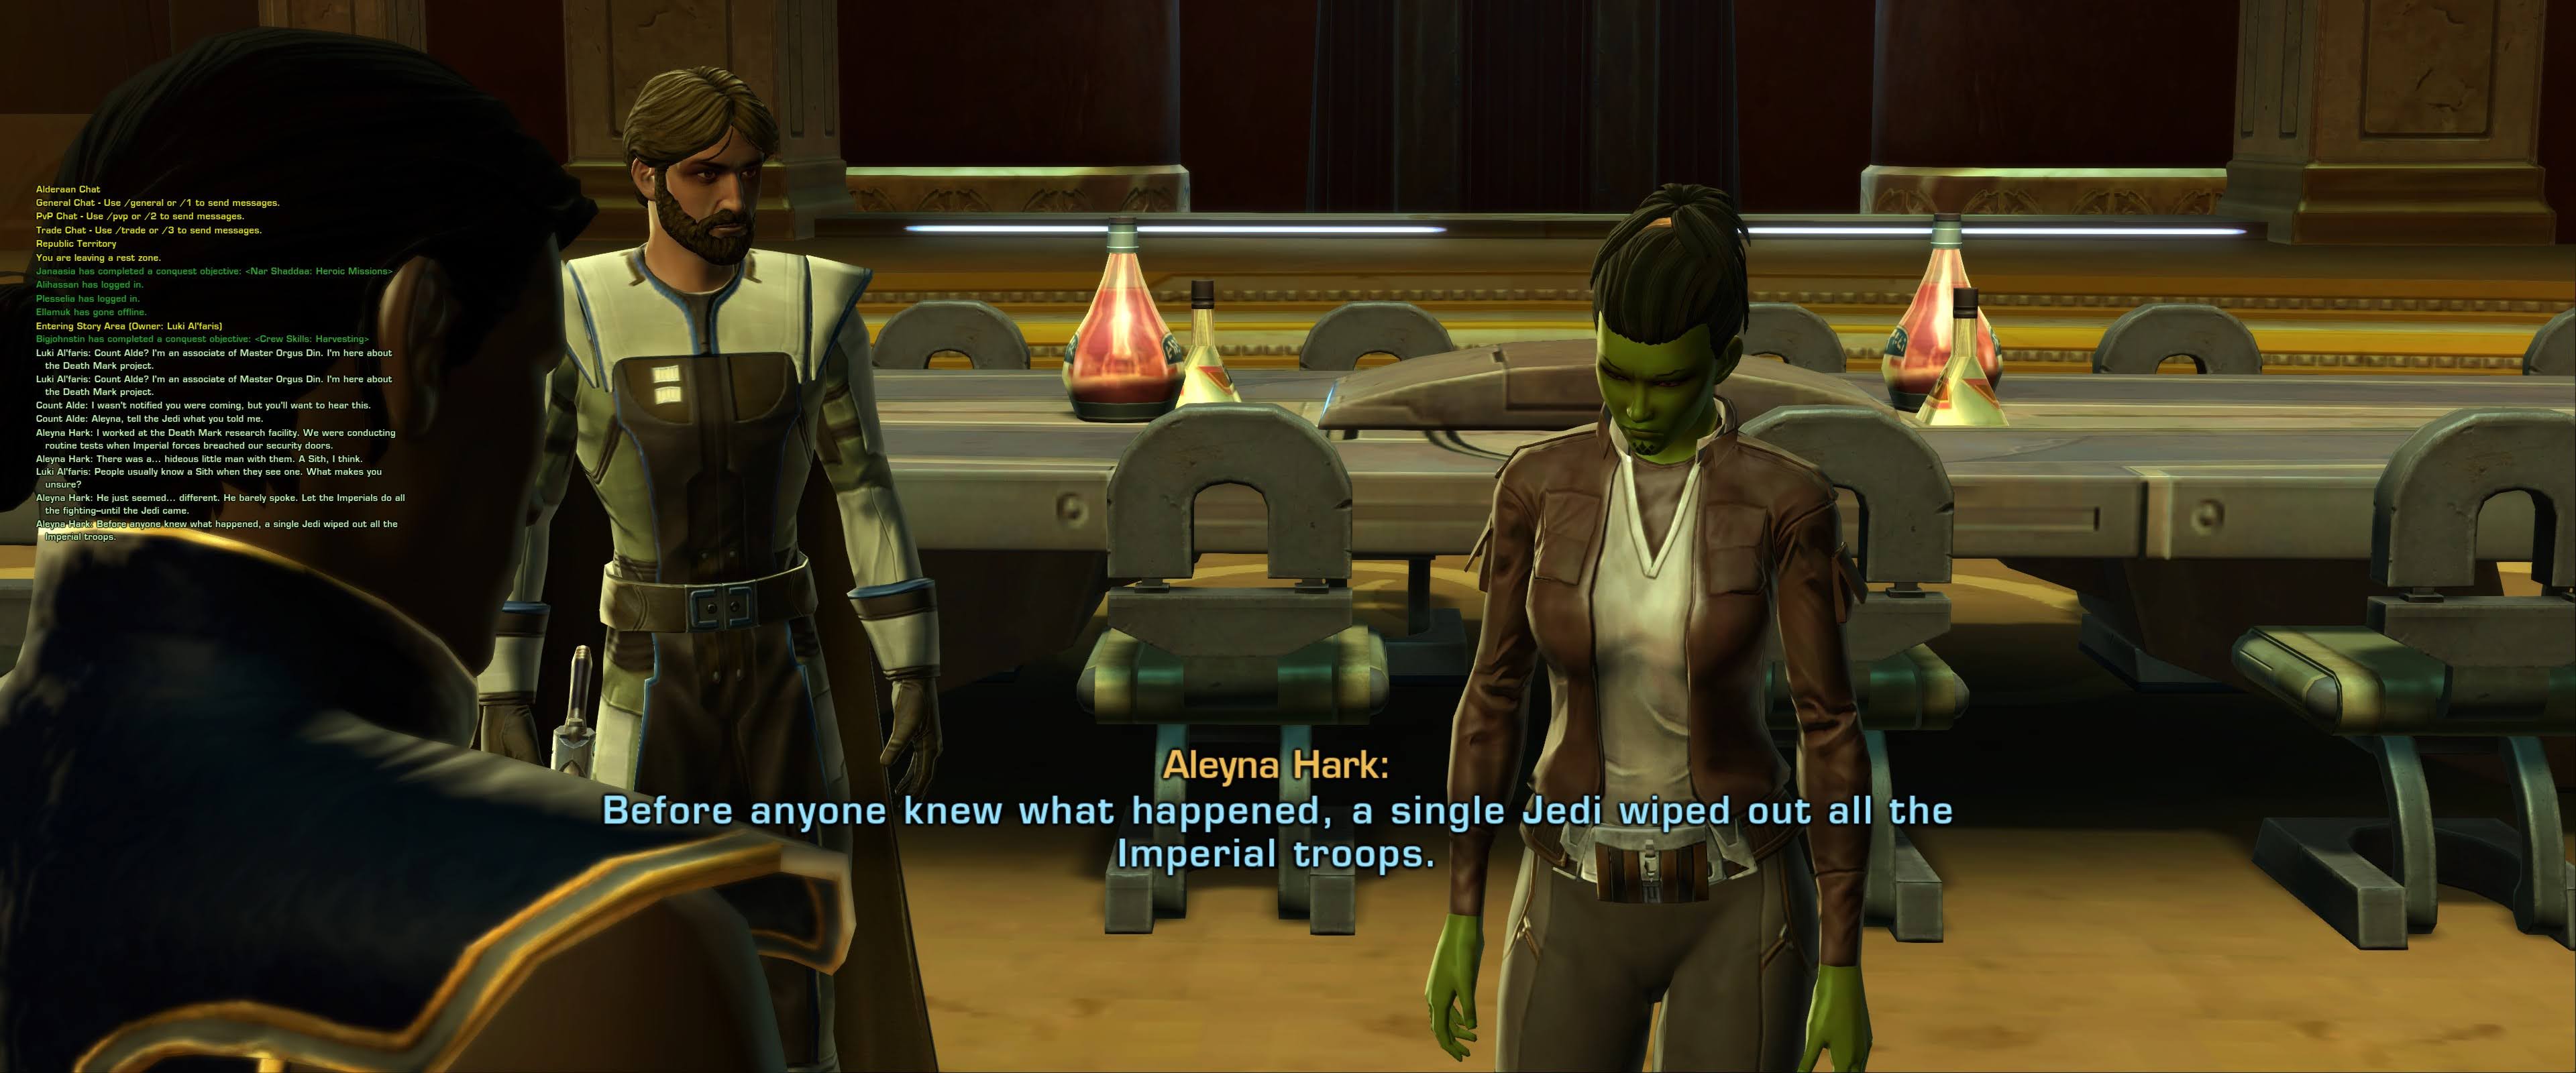 Alderaan Chat
General Chat - Use /general or /1 to send messages.
PvP Chat - Use /pvp or /2 to send messages.
Trade Chat - Use /trade or /3 to send messages.
Republic Territory
You are leaving a rest zone.
Janaasia has completed a conquest objective: <Nar Shaddaa: Heroic Missions>
Alihassan has logged in.
Plesselia has logged in.
Ellamuk has gone offline.
Entering Story Area (Owner: Luki Al'faris)
Bigjohnstin has completed a conquest objective: <Crew Skills: Harvesting>
Luki Al'faris: Count Alde? I'm an associate of Master Orgus Din. I'm here about
the Death Mark project.
Luki Al'faris: Count Alde? I'm an associate of Master Orgus Din. I'm here about
the Death Mark project.
Count Alde: I wasn't notified you were coming, but you'll want to hear this.
Count Alde: Aleyna, tell the Jedi what you told me.
Aleyna Hark: I worked at the Death Mark research facility. We were conducting
routine tests when Imperial forces breached our security doors.
Aleyna Hark: There was a... hideous little man with them. A Sith, I think.
Luki Al'faris: People usually know a Sith when they see one. What makes you
unsure?
Aleyna Hark: He just seemed... different. He barely spoke. Let the Imperials do all
the fighting—until the Jedi came.
Aleyna Hark: Before anyone knew what happened, a single Jedi wiped out all the
Imperial troops.
Aleyna Hark:
Before anyone knew what happened, a single Jedi wiped out all the
Imperial troops.